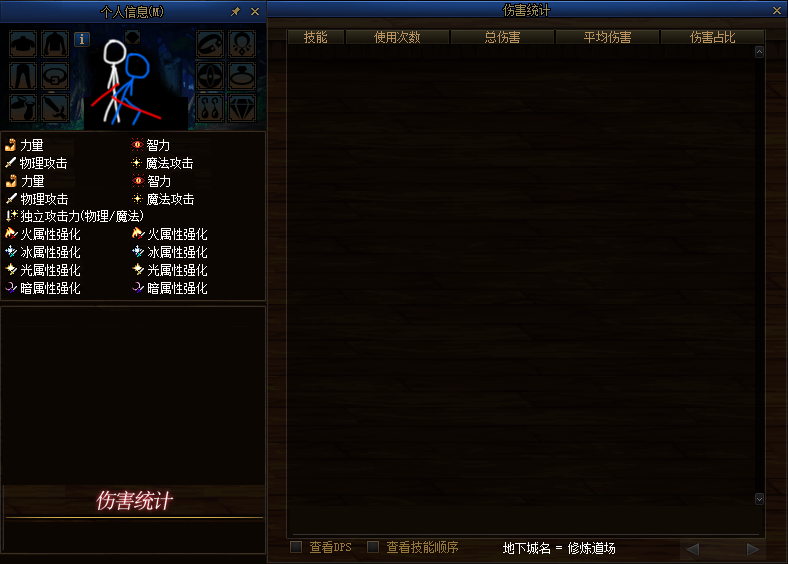 个人信息(M)
伤害统计
技能 使用次数 总伤害 平均伤害 伤害占比
i
力量 智力
物理攻击 魔法攻击
力量 智力
物理攻击 魔法攻击
独立攻击力(物理/魔法)
火属性强化 火属性强化
冰属性强化 冰属性强化
光属性强化 光属性强化
暗属性强化 暗属性强化
伤害统计
查看DPS 查看技能顺序 地下城名 = 修炼道场